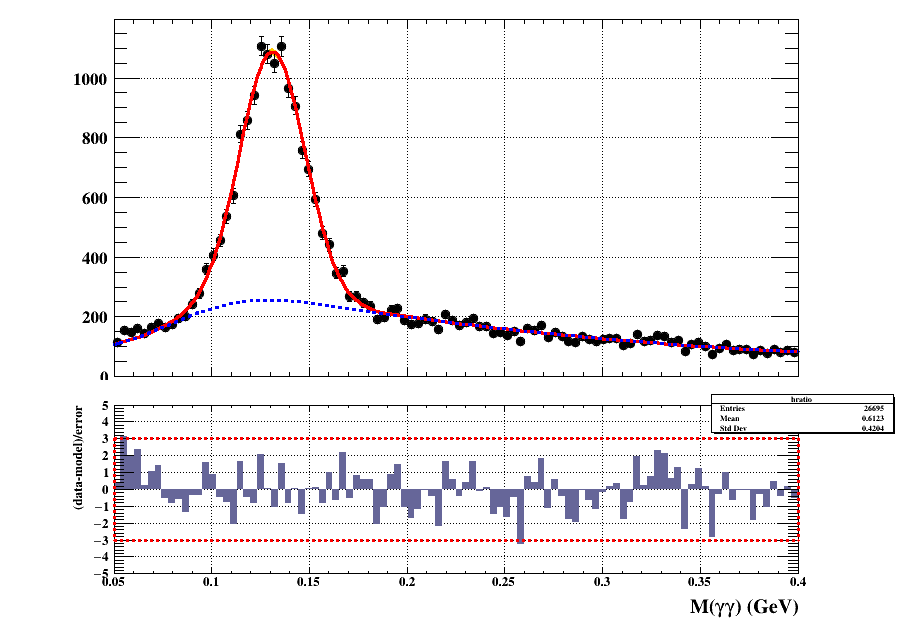 1000
800
600
400
200
0
(data-model)/error
5
4
3
2
1
0
−1
−2
−3
−4
−5
hratio
Entries 26695
Mean 0.6123
Std Dev 0.4204
0.05 0.1 0.15 0.2 0.25 0.3 0.35 0.4
M(γγ) (GeV)